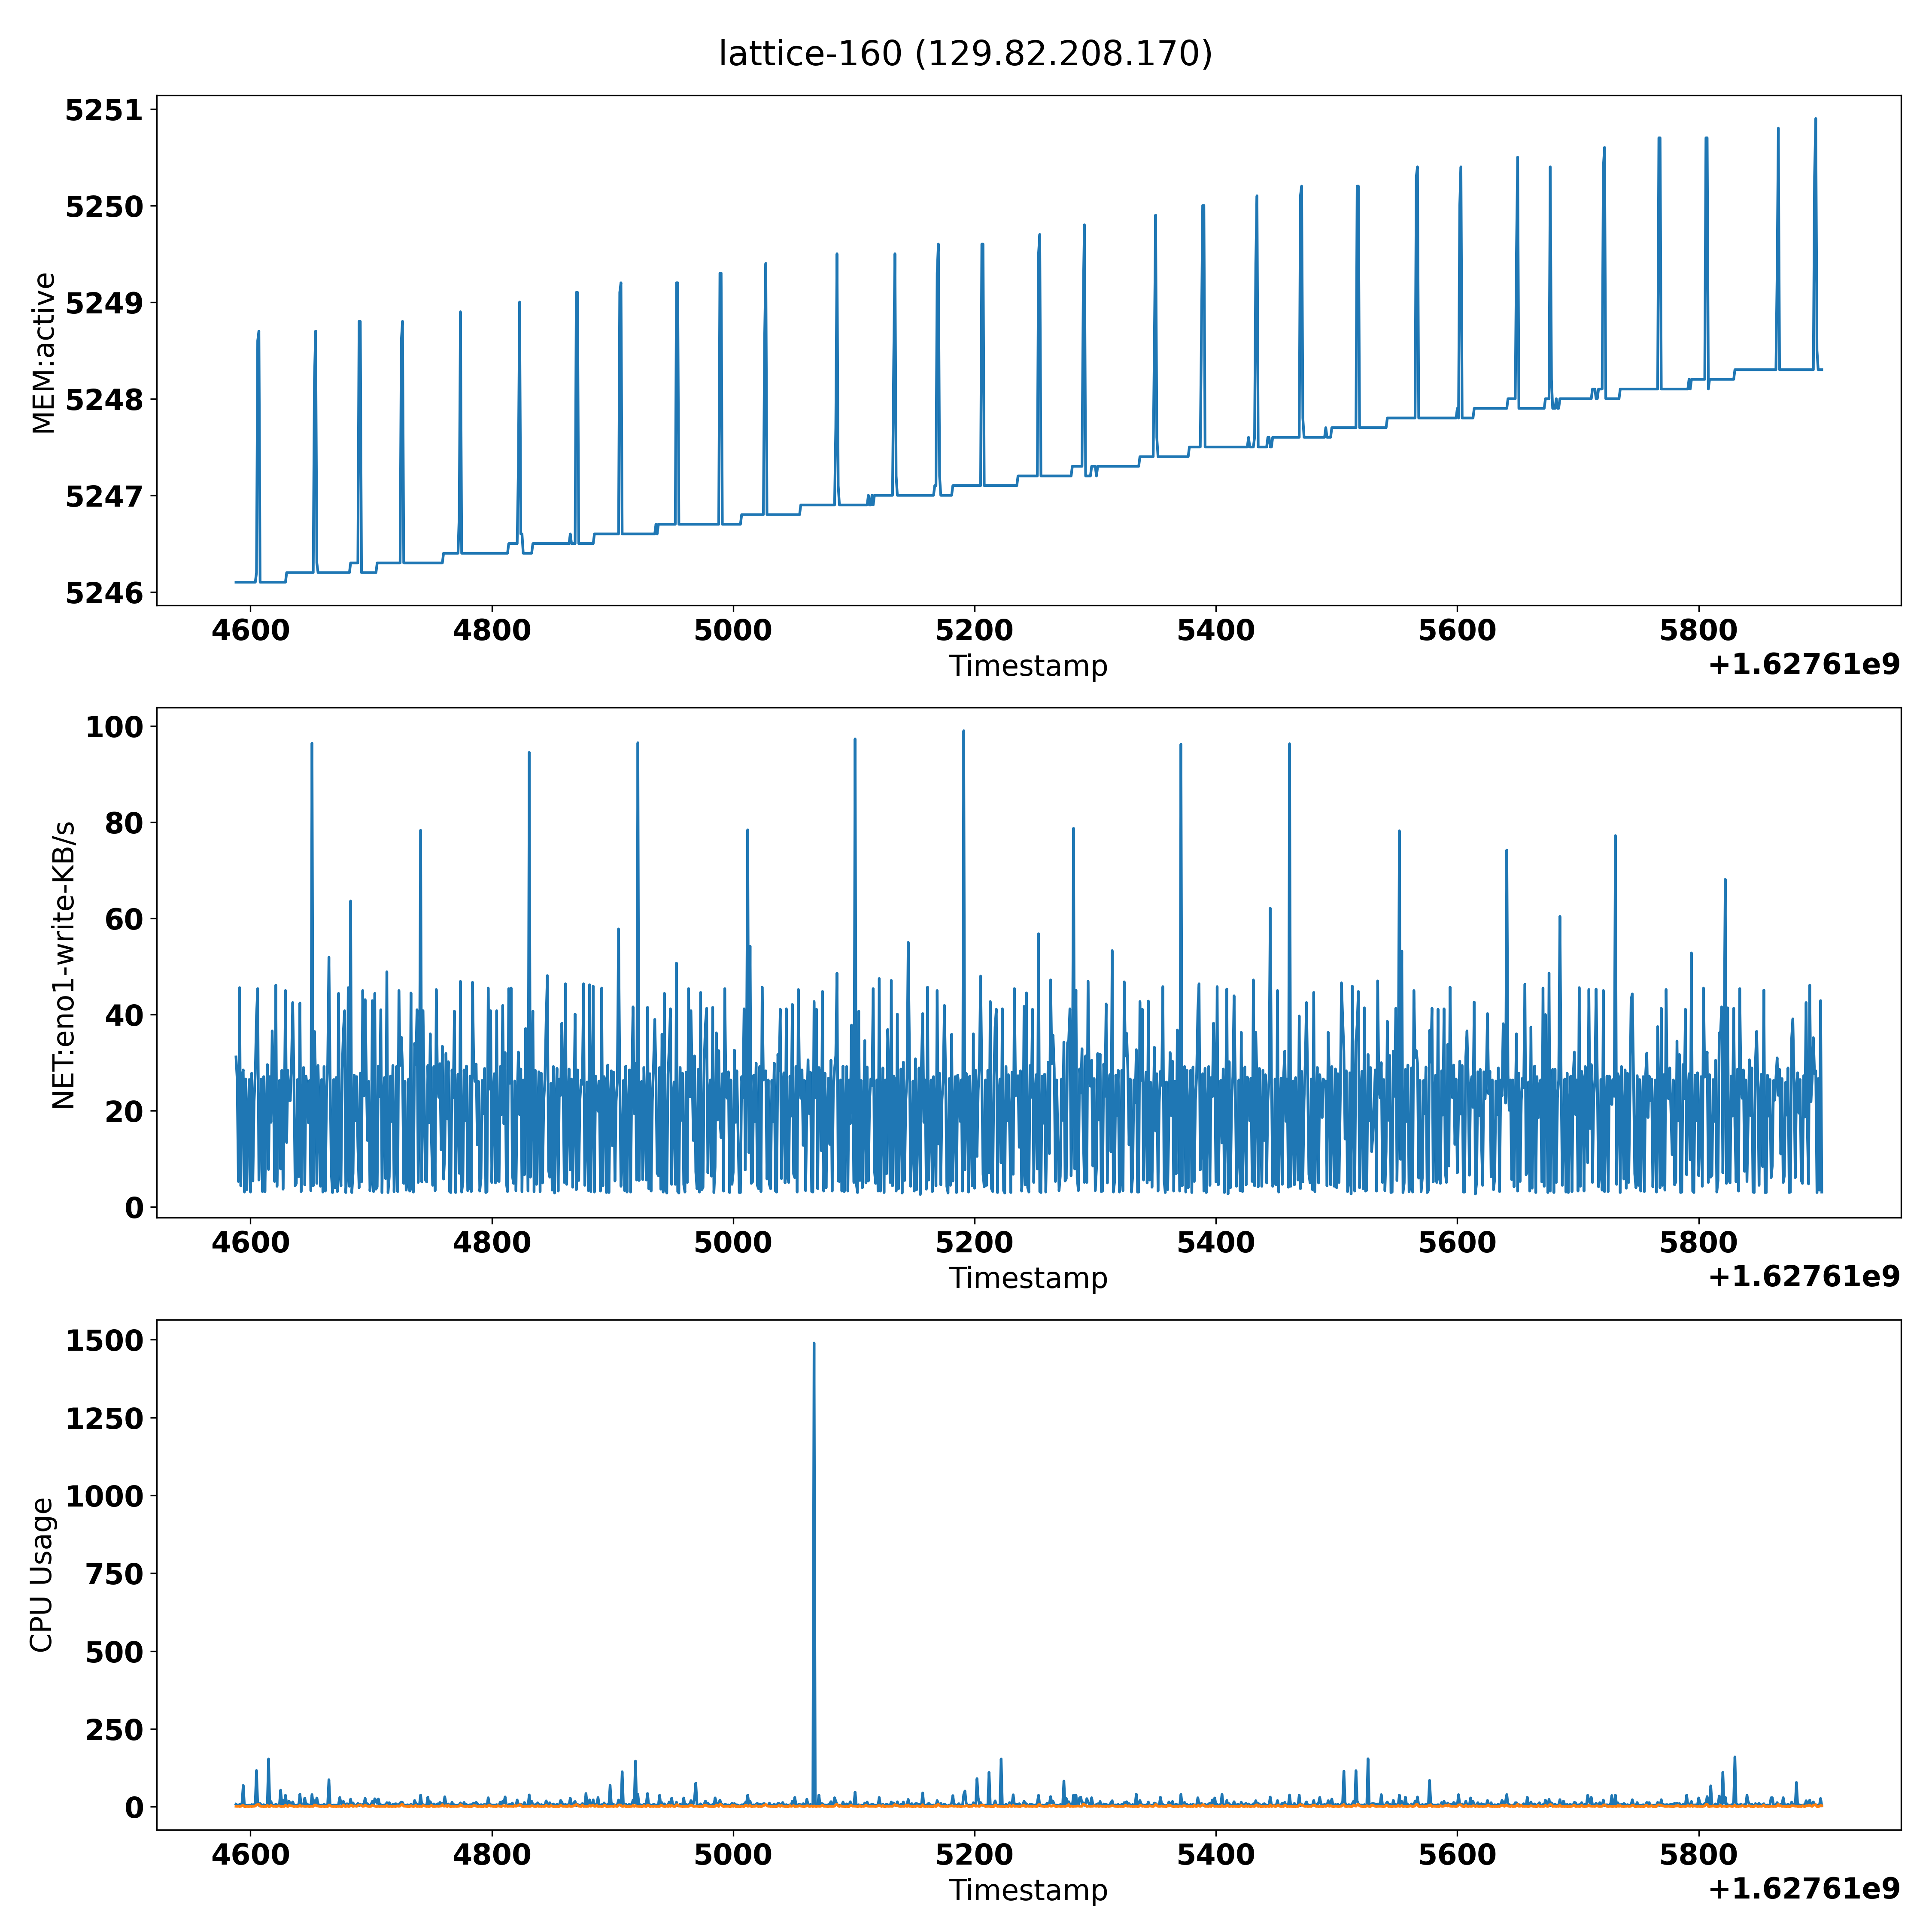 lattice-160 (129.82.208.170)
MEM:active
5251
5250
5249
5248
5247
5246
4600 4800 5000 5200 5400 5600 5800
Timestamp
+1.62761e9
NET:eno1-write-KB/s
100
80
60
40
20
0
4600 4800 5000 5200 5400 5600 5800
Timestamp
+1.62761e9
CPU Usage
1500
1250
1000
750
500
250
0
4600 4800 5000 5200 5400 5600 5800
Timestamp
+1.62761e9